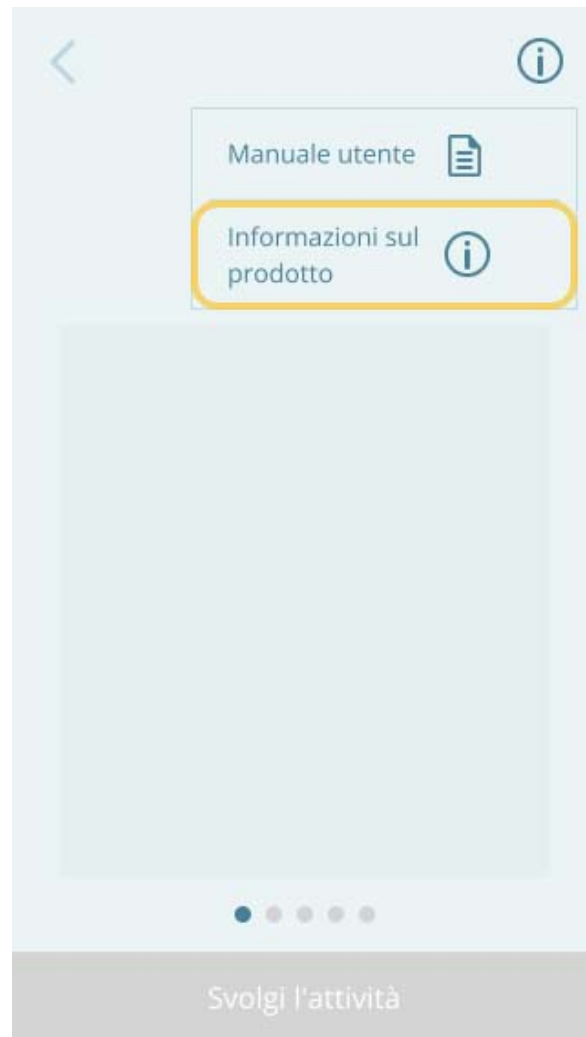 Manuale utente
Informazioni sul
prodotto
Svolgi l'attività